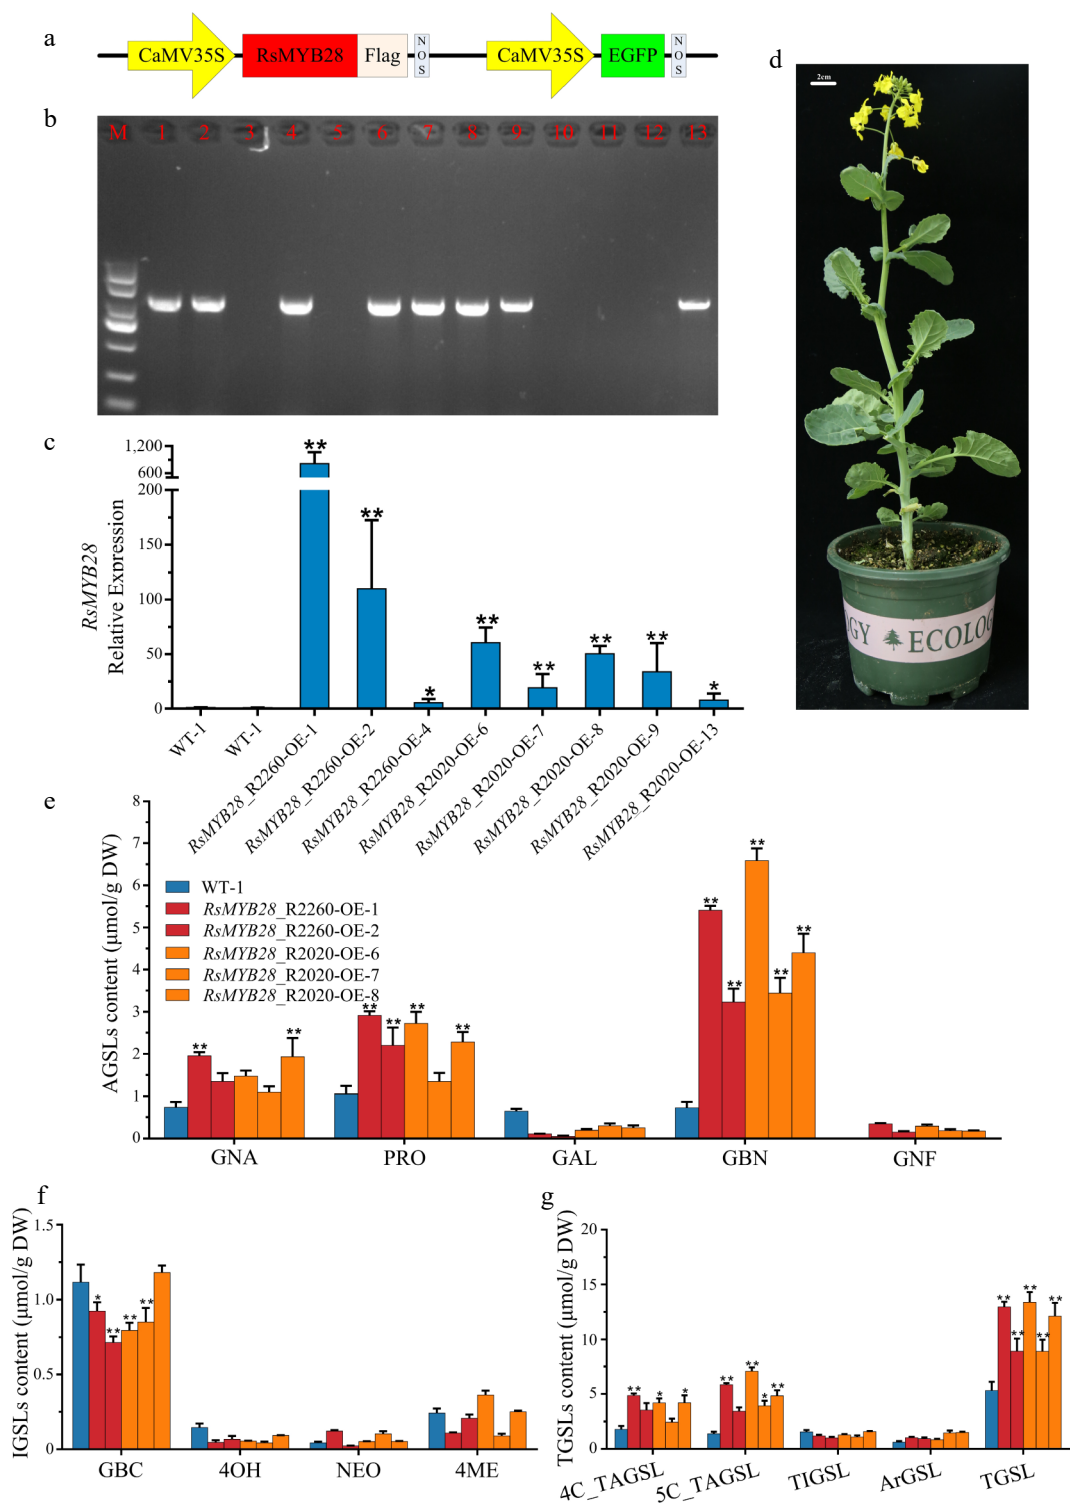 a
CaMV35S RsMYB28 Flag NOS CaMV35S EGFP NOS
b
M 1 2 3 4 5 6 7 8 9 10 11 12 13
c
RsMYB28
Relative Expression
1,200
600
200
150
100
50
0
** ** * ** ** ** ** *
WT-1 WT-1 RsMYB28_R2260-OE-1 RsMYB28_R2260-OE-2 RsMYB28_R2260-OE-4 RsMYB28_R2020-OE-6 RsMYB28_R2020-OE-7 RsMYB28_R2020-OE-8 RsMYB28_R2020-OE-9 RsMYB28_R2020-OE-13
d
2cm
OGY ECOLOG
e
AGSLs content (μmol/g DW)
8
7
6
5
4
3
2
1
0
WT-1
RsMYB28_R2260-OE-1
RsMYB28_R2260-OE-2
RsMYB28_R2020-OE-6
RsMYB28_R2020-OE-7
RsMYB28_R2020-OE-8
** ** ** ** ** ** ** ** ** ** **
GNA PRO GAL GBN GNF
f
IGSLs content (μmol/g DW)
1.5
1.0
0.5
0
* ** ** **
GBC 4OH NEO 4ME
g
TGSLs content (μmol/g DW)
20
15
10
5
0
** * * ** ** * ** ** ** ** ** **
4C_TAGSL 5C_TAGSL TIGSL ArGSL TGSL